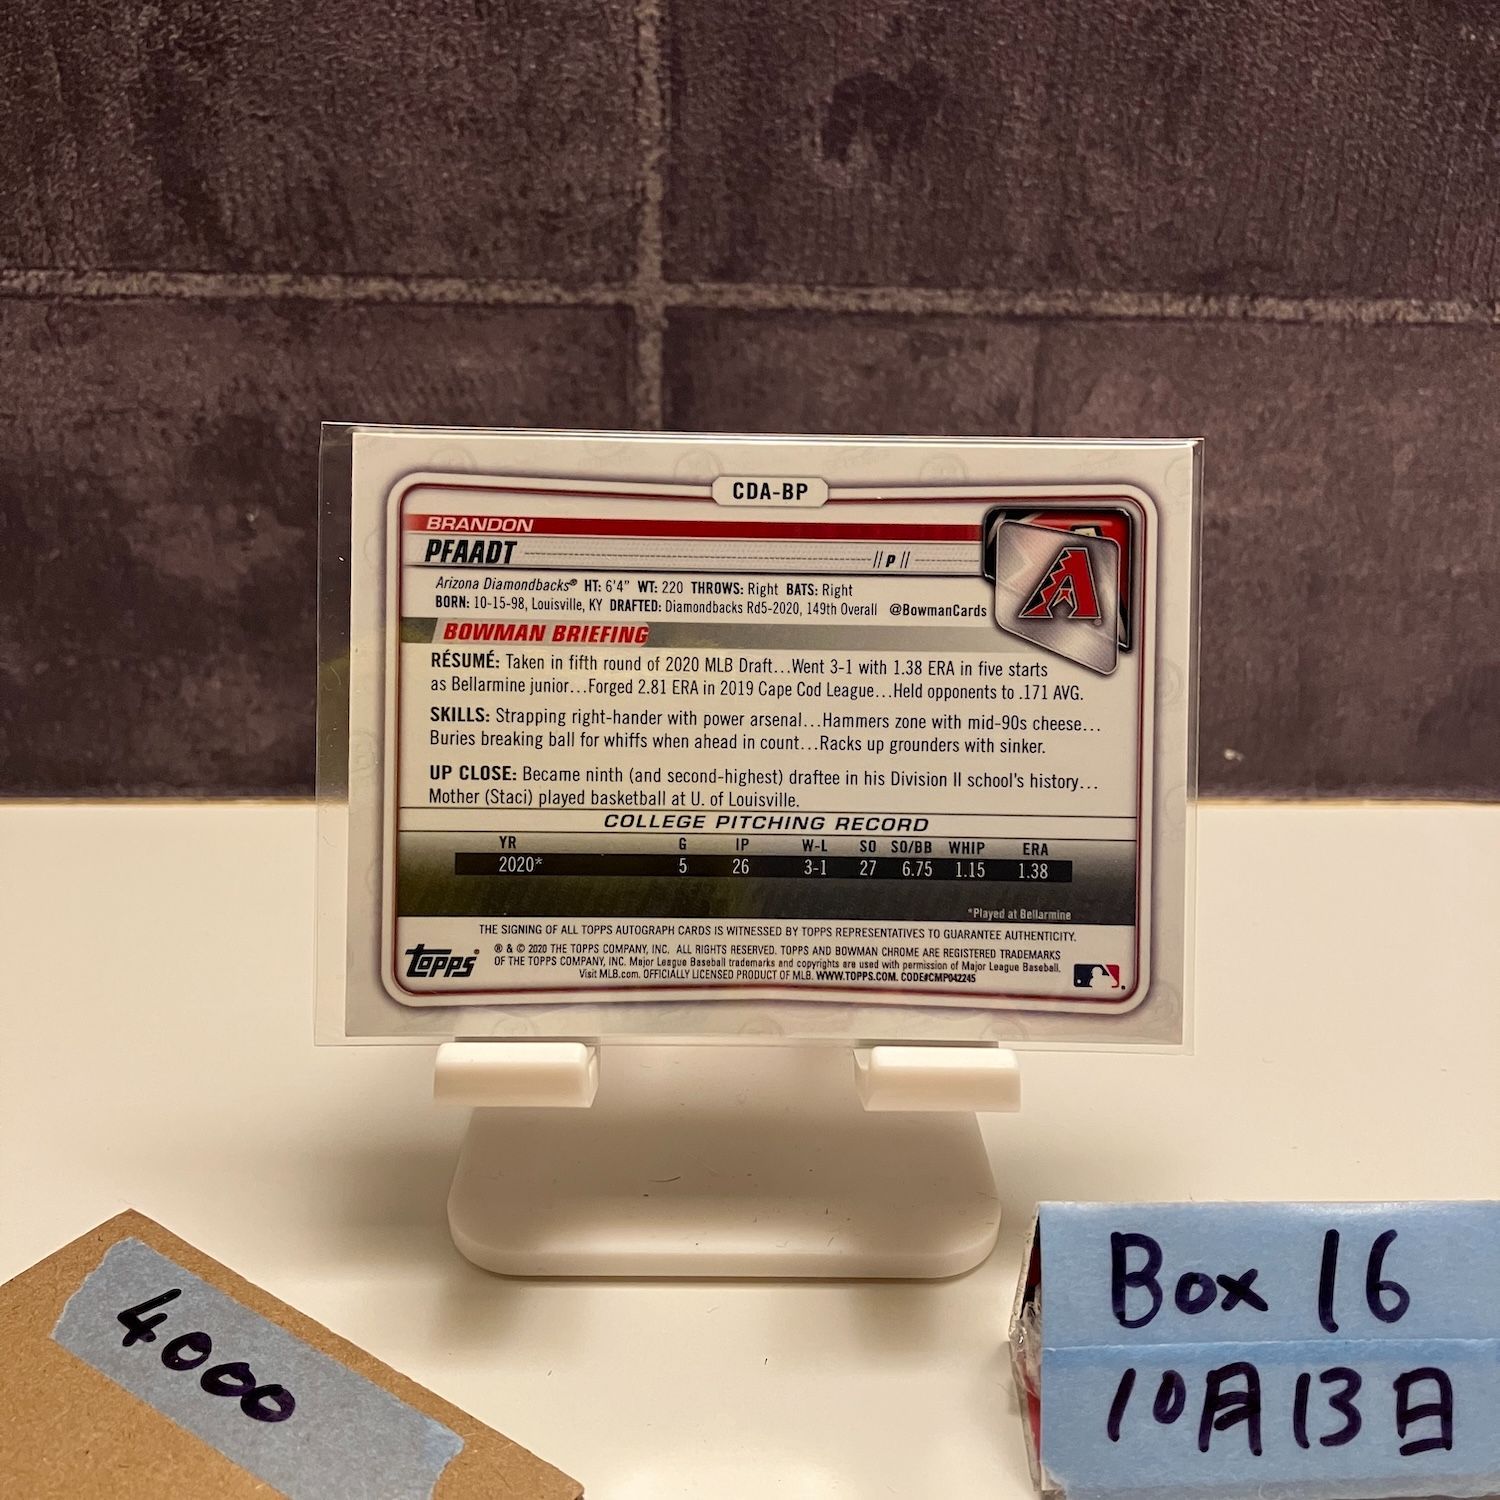 CDA-BP
BRANDON
PFAADT // P //
Arizona Diamondbacks® HT: 6'4" WT: 220 THROWS: Right BATS: Right
BORN: 10-15-98, Louisville, KY DRAFTED: Diamondbacks Rd5-2020, 149th Overall @BowmanCards
A
BOWMAN BRIEFING
RÉSUMÉ: Taken in fifth round of 2020 MLB Draft...Went 3-1 with 1.38 ERA in five starts
as Bellarmine junior...Forged 2.81 ERA in 2019 Cape Cod League...Held opponents to .171 AVG.
SKILLS: Strapping right-hander with power arsenal...Hammers zone with mid-90s cheese...
Buries breaking ball for whiffs when ahead in count...Racks up grounders with sinker.
UP CLOSE: Became ninth (and second-highest) draftee in his Division II school's history...
Mother (Staci) played basketball at U. of Louisville.
COLLEGE PITCHING RECORD
YR G IP W-L SO SO/BB WHIP ERA
2020* 5 26 3-1 27 6.75 1.15 1.38
*Played at Bellarmine
THE SIGNING OF ALL TOPPS AUTOGRAPH CARDS IS WITNESSED BY TOPPS REPRESENTATIVES TO GUARANTEE AUTHENTICITY.
Topps®
® & © 2020 THE TOPPS COMPANY, INC. ALL RIGHTS RESERVED. TOPPS AND BOWMAN CHROME ARE REGISTERED TRADEMARKS
OF THE TOPPS COMPANY, INC. Major League Baseball trademarks and copyrights are used with permission of Major League Baseball.
Visit MLB.com. OFFICIALLY LICENSED PRODUCT OF MLB. WWW.TOPPS.COM. CODE#CMP042245
4000
Box 16
10月13日